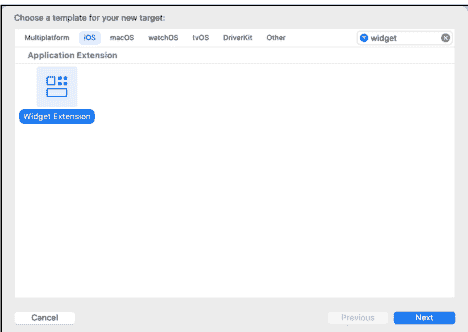 Choose a template for your new target:
Multiplatform iOS macOS watchOS tvOS DriverKit Other widget
Application Extension
Widget Extension
Cancel Previous Next